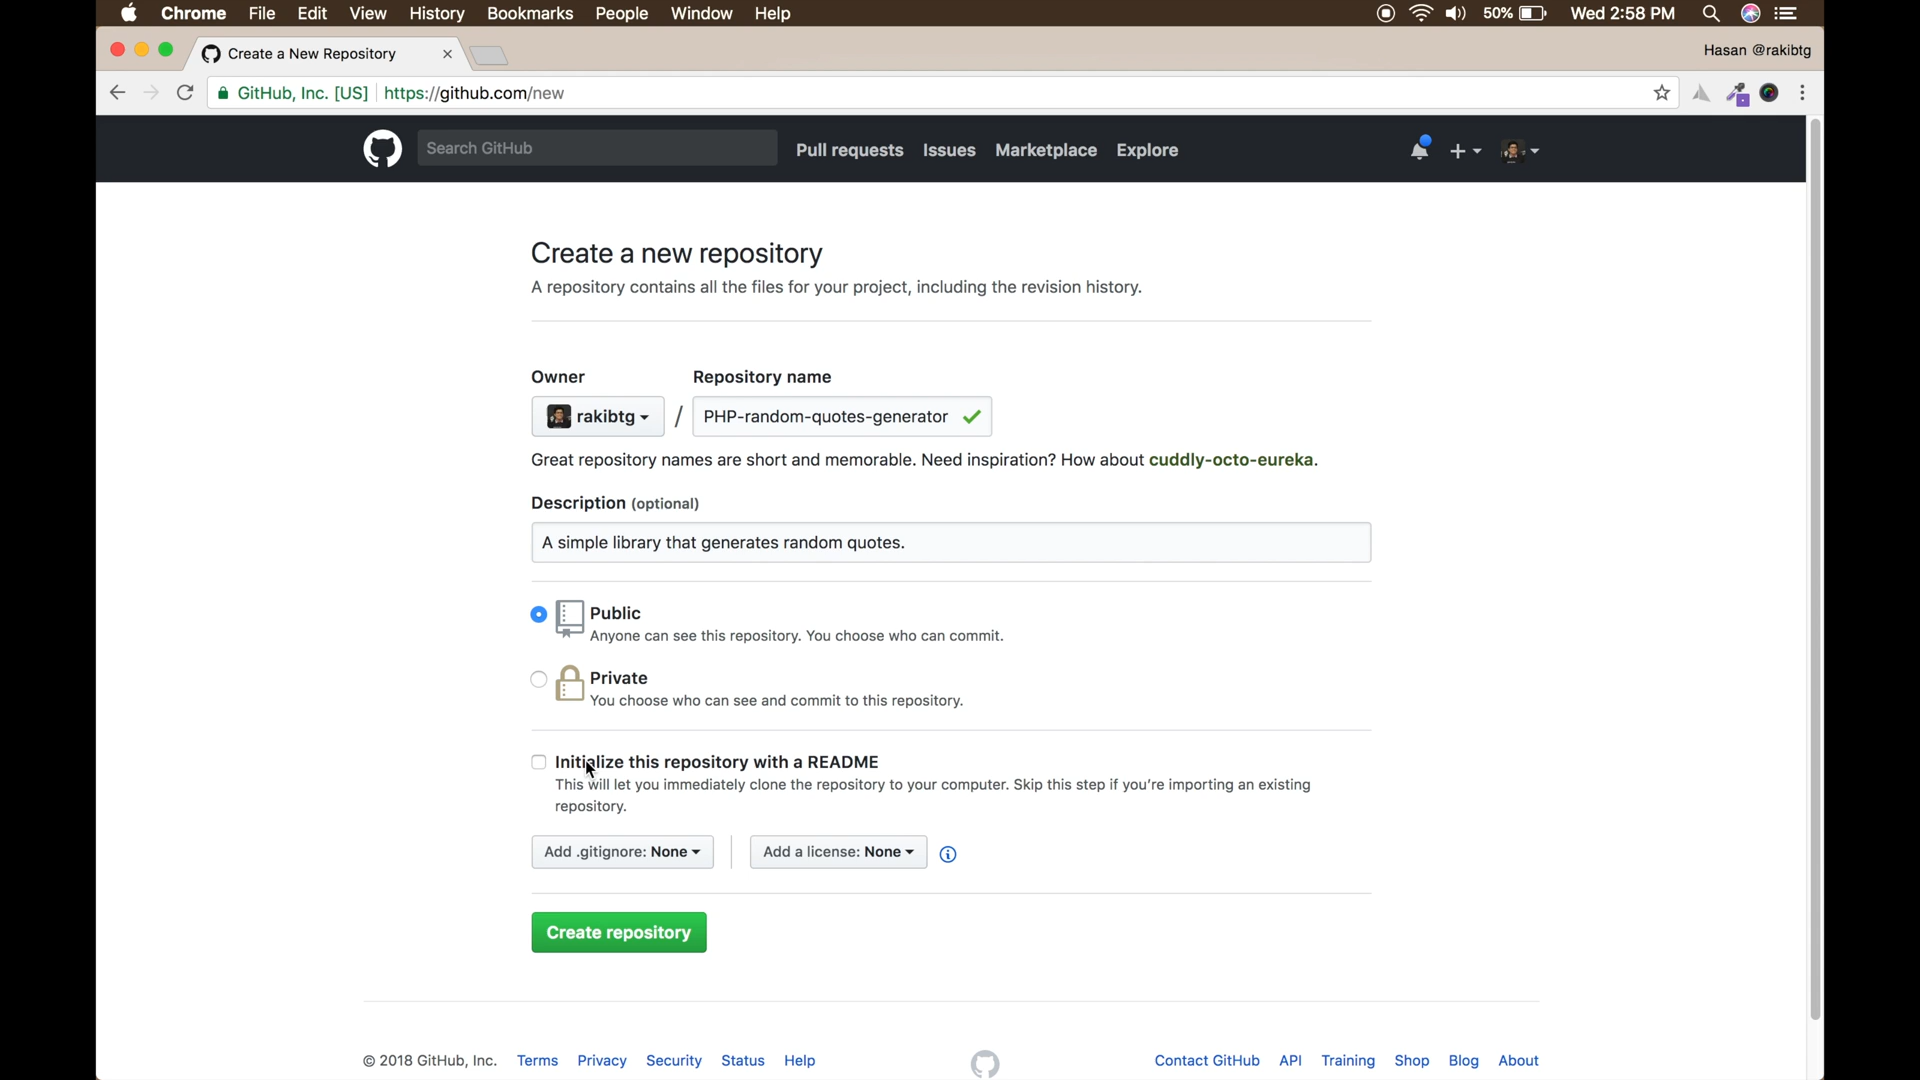 Chrome File Edit View History Bookmarks People Window Help 50% Wed 2:58 PM
Create a New Repository Hasan @rakibtg
GitHub, Inc. [US] https://github.com/new
Search GitHub Pull requests Issues Marketplace Explore
Create a new repository
A repository contains all the files for your project, including the revision history.
Owner Repository name
rakibtg / PHP-random-quotes-generator
Great repository names are short and memorable. Need inspiration? How about cuddly-octo-eureka.
Description (optional)
A simple library that generates random quotes.
Public
Anyone can see this repository. You choose who can commit.
Private
You choose who can see and commit to this repository.
Initialize this repository with a README
This will let you immediately clone the repository to your computer. Skip this step if you're importing an existing
repository.
Add .gitignore: None Add a license: None
Create repository
© 2018 GitHub, Inc. Terms Privacy Security Status Help Contact GitHub API Training Shop Blog About